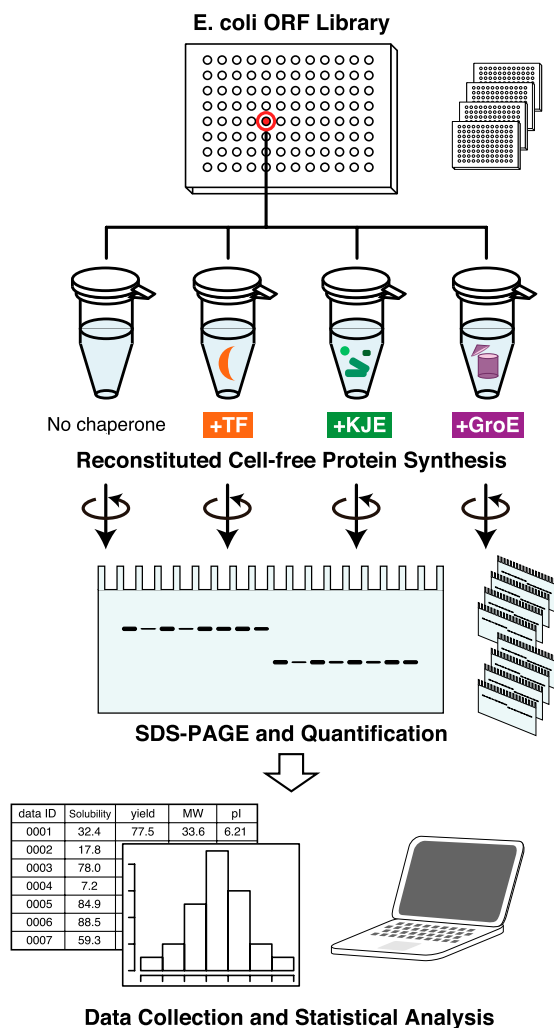 E. coli ORF Library
No chaperone
+TF
+KJE
+GroE
Reconstituted Cell-free Protein Synthesis
SDS-PAGE and Quantification
data ID Solubility yield MW pI
0001 32.4 77.5 33.6 6.21
0002 17.8
0003 78.0
0004 7.2
0005 84.9
0006 88.5
0007 59.3
Data Collection and Statistical Analysis